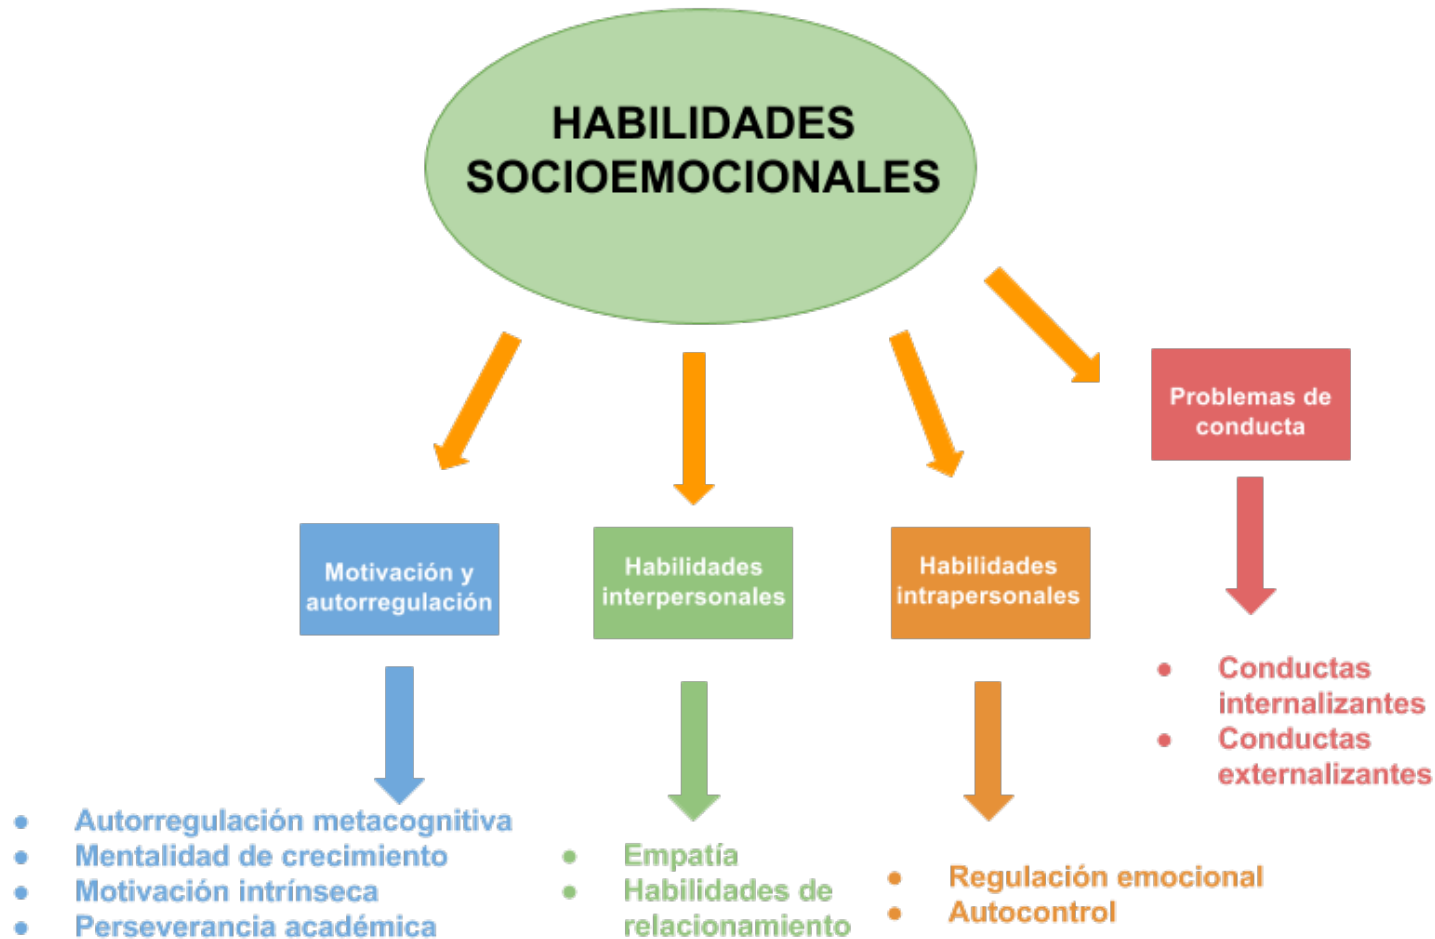 HABILIDADES
SOCIOEMOCIONALES
Problemas de
conducta
Motivación y
autorregulación
Habilidades
interpersonales
Habilidades
intrapersonales
● Conductas
internalizantes
● Conductas
externalizantes
● Autorregulación metacognitiva
● Mentalidad de crecimiento
● Motivación intrínseca
● Perseverancia académica
● Empatía
● Habilidades de
relacionamiento
● Regulación emocional
● Autocontrol